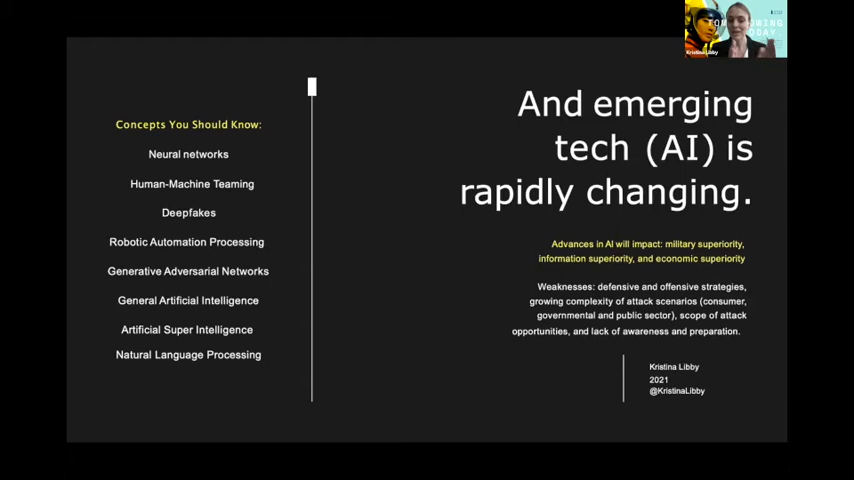 Concepts You Should Know:
Neural networks
Human-Machine Teaming
Deepfakes
Robotic Automation Processing
Generative Adversarial Networks
General Artificial Intelligence
Artificial Super Intelligence
Natural Language Processing
And emerging
tech (AI) is
rapidly changing.
Advances in AI will impact: military superiority,
information superiority, and economic superiority
Weaknesses: defensive and offensive strategies,
growing complexity of attack scenarios (consumer,
governmental and public sector), scope of attack
opportunities, and lack of awareness and preparation.
Kristina Libby
2021
@KristinaLibby
Kristina Libby